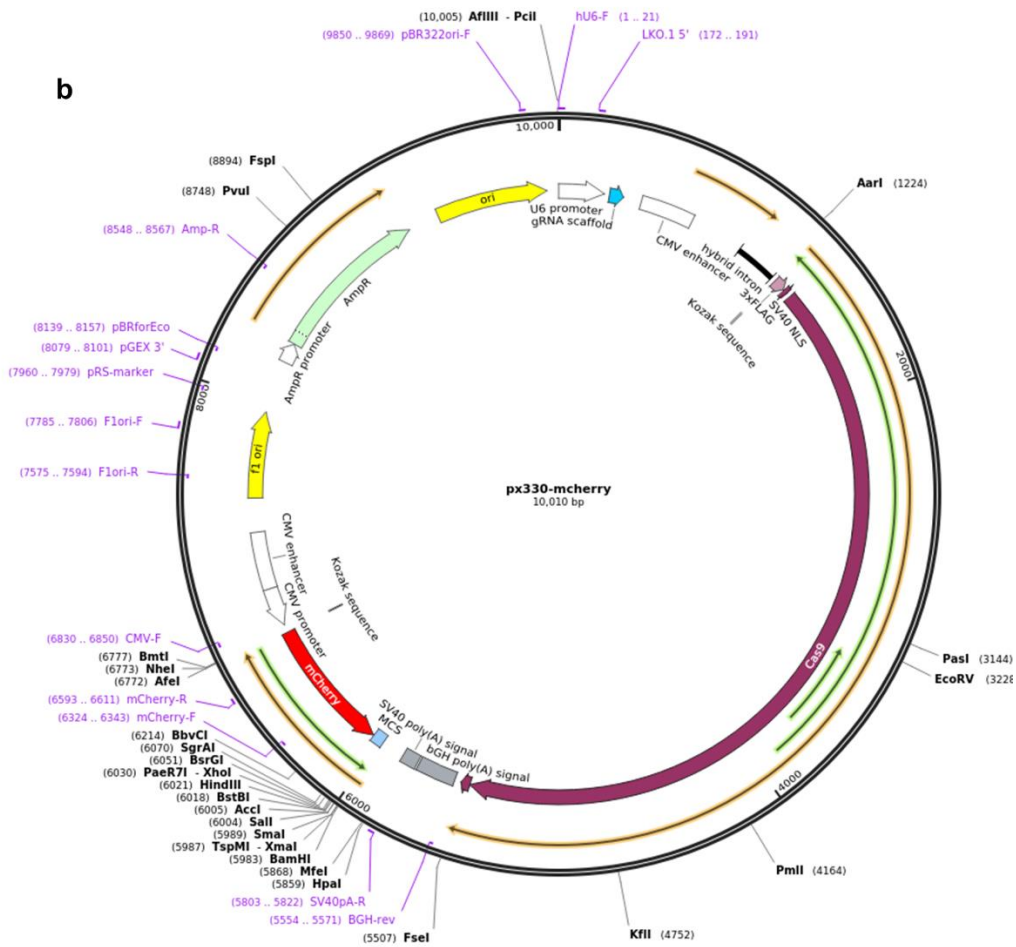 b
(10,005) AflIII - PciI
(9850 .. 9869) pBR322ori-F
hU6-F (1 .. 21)
LKO.1 5' (172 .. 191)
10,000
(8894) FspI
(8748) PvuI
(8548 .. 8567) Amp-R
(8139 .. 8157) pBRforEco
(8079 .. 8101) pGEX 3'
(7960 .. 7979) pRS-marker
8000
(7785 .. 7806) F1ori-F
(7575 .. 7594) F1ori-R
AarI (1224)
2000
ori
U6 promoter
gRNA scaffold
CMV enhancer
hybrid intron
3xFLAG
SV40 NLS
Kozak sequence
AmpR
AmpR promoter
f1 ori
px330-mcherry
10,010 bp
CMV enhancer
CMV promoter
Kozak sequence
mCherry
SV40 poly(A) signal
MCS
bGH poly(A) signal
Cas9
(6830 .. 6850) CMV-F
(6777) BmtI
(6773) NheI
(6772) AfeI
(6593 .. 6611) mCherry-R
(6324 .. 6343) mCherry-F
(6214) BbvCI
(6070) SgrAI
(6051) BsrGI
(6030) PaeR7I - XhoI
(6021) HindIII
(6018) BstBI
(6005) AccI
(6004) SalI
(5989) SmaI
(5987) TspMI - XmaI
(5983) BamHI
(5868) MfeI
(5859) HpaI
(5803 .. 5822) SV40pA-R
(5554 .. 5571) BGH-rev
(5507) FseI
6000
4000
PasI (3144)
EcoRV (3228
PmlI (4164)
KflI (4752)